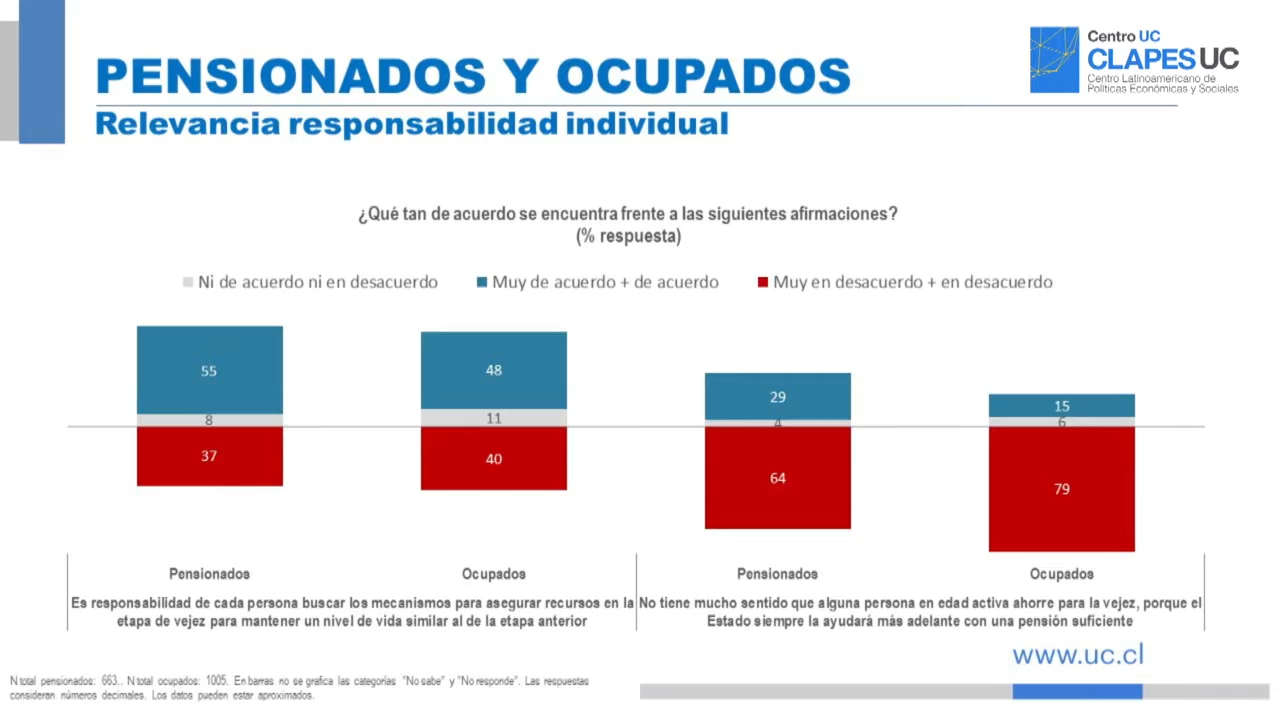 PENSIONADOS Y OCUPADOS
Relevancia responsabilidad individual
Centro UC
CLAPES UC
Centro Latinoamericano de
Políticas Económicas y Sociales
¿Qué tan de acuerdo se encuentra frente a las siguientes afirmaciones?
(% respuesta)
Ni de acuerdo ni en desacuerdo
Muy de acuerdo + de acuerdo
Muy en desacuerdo + en desacuerdo
55
8
37
48
11
40
29
4
64
15
6
79
Pensionados
Ocupados
Pensionados
Ocupados
Es responsabilidad de cada persona buscar los mecanismos para asegurar recursos en la
etapa de vejez para mantener un nivel de vida similar al de la etapa anterior
No tiene mucho sentido que alguna persona en edad activa ahorre para la vejez, porque el
Estado siempre la ayudará más adelante con una pensión suficiente
www.uc.cl
N total pensionados: 663.. N total ocupados: 1005. En barras no se grafica las categorías "No sabe" y "No responde". Las respuestas
consideran números decimales. Los datos pueden estar aproximados.